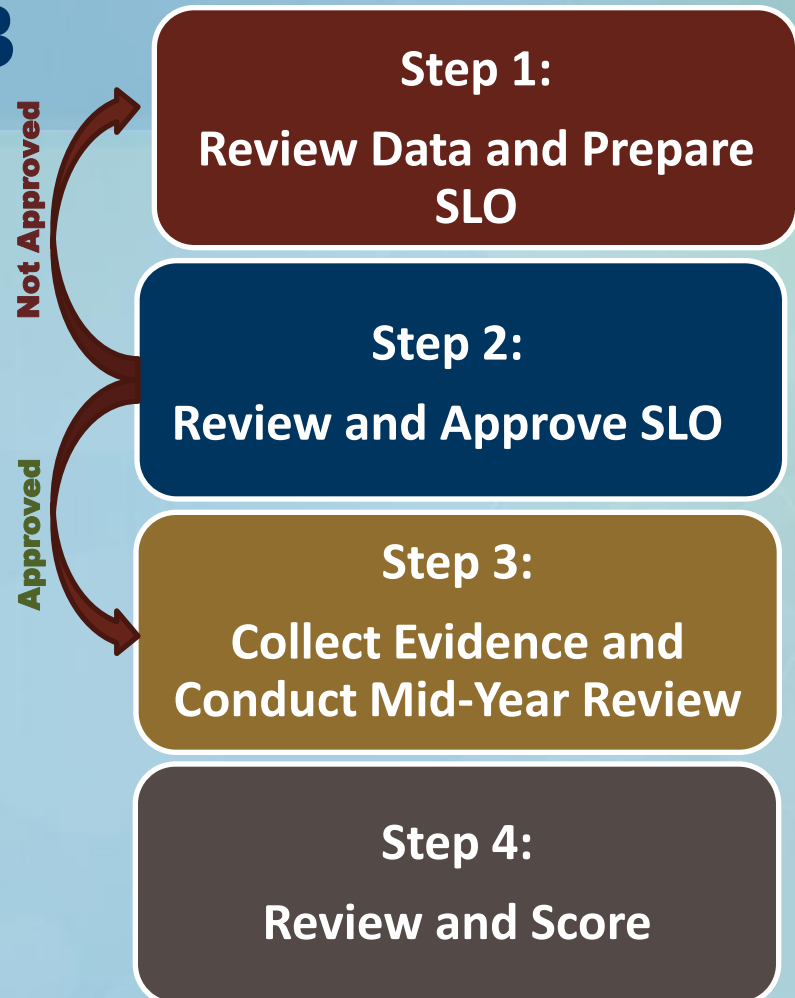 Step 1:
Review Data and Prepare
SLO
Not Approved
Step 2:
Review and Approve SLO
Approved
Step 3:
Collect Evidence and
Conduct Mid-Year Review
Step 4:
Review and Score